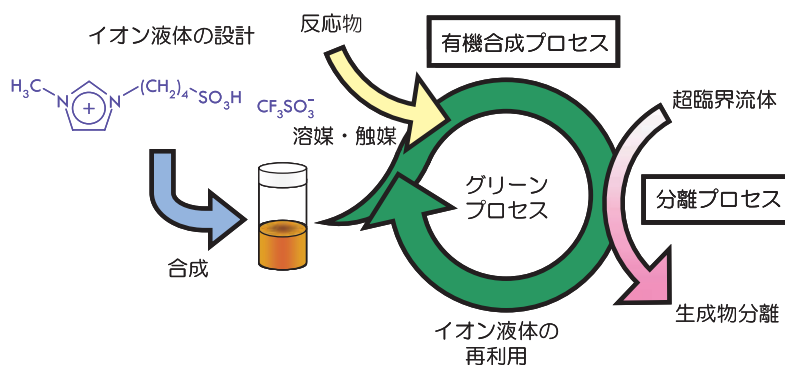 イオン液体の設計
H₃C
N
N
+
(CH₂)₄
SO₃H
CF₃SO₃⁻
反応物
有機合成プロセス
溶媒・触媒
超臨界流体
グリーン
プロセス
分離プロセス
合成
生成物分離
イオン液体の
再利用